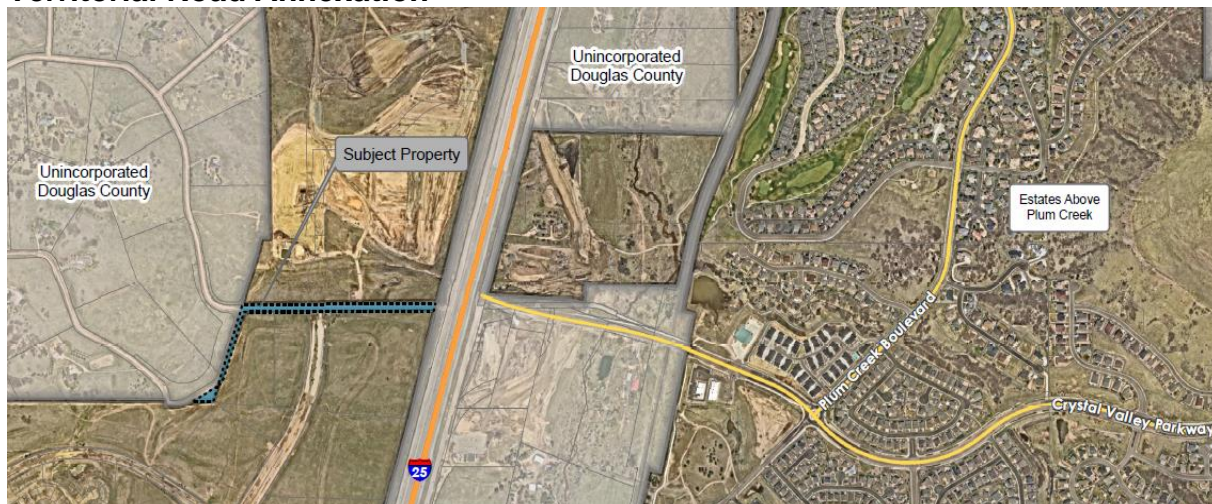 Territorial Road Annexation
Unincorporated
Douglas County
Subject Property
Unincorporated
Douglas County
Estates Above
Plum Creek
Plum Creek Boulevard
Crystal Valley Parkway
25